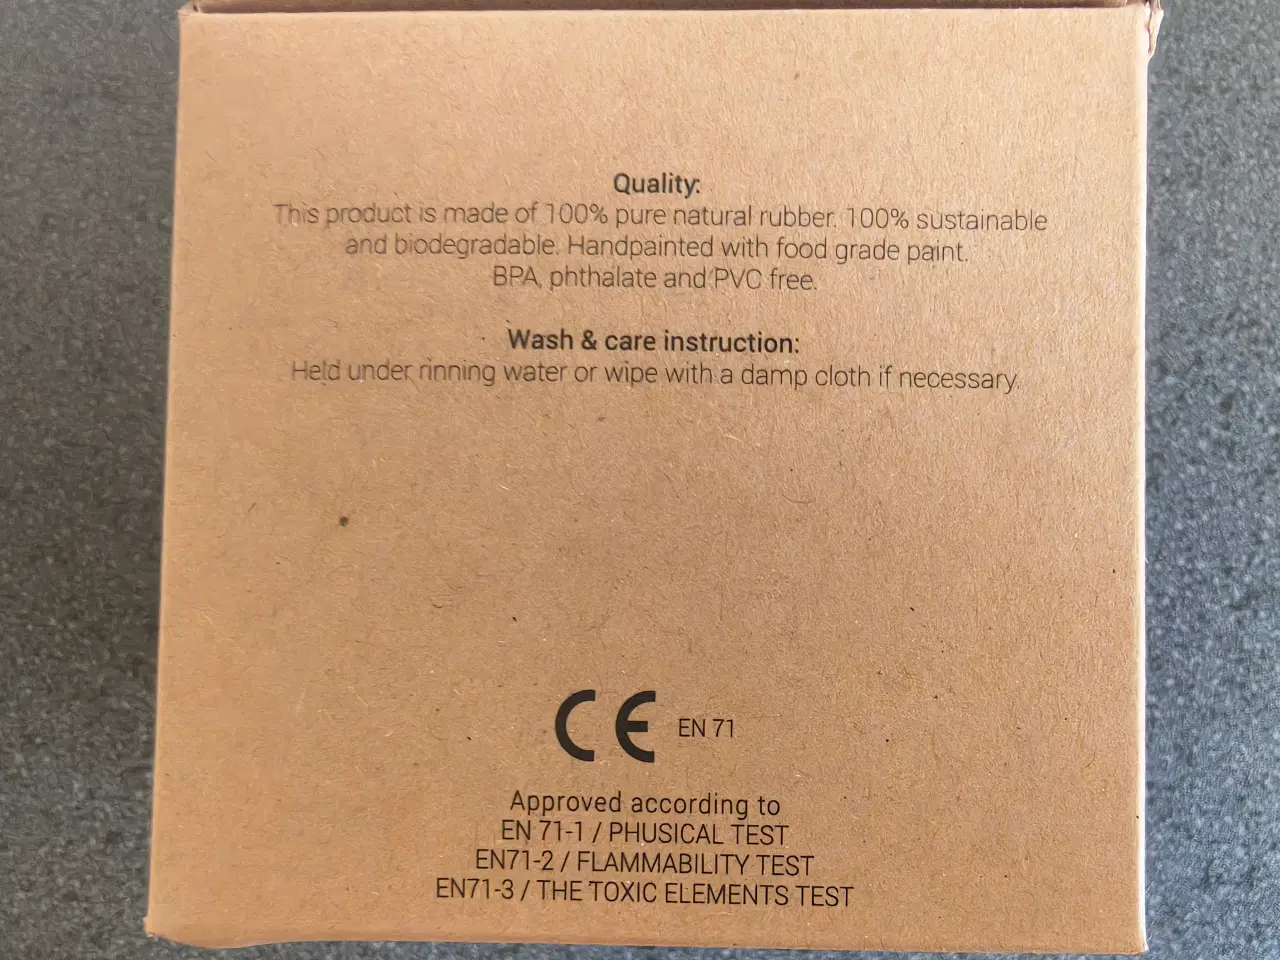 Quality:
This product is made of 100% pure natural rubber. 100% sustainable
and biodegradable. Handpainted with food grade paint.
BPA, phthalate and PVC free.
Wash & care instruction:
Held under rinning water or wipe with a damp cloth if necessary.
CE EN 71
Approved according to
EN 71-1 / PHUSICAL TEST
EN71-2 / FLAMMABILITY TEST
EN71-3 / THE TOXIC ELEMENTS TEST